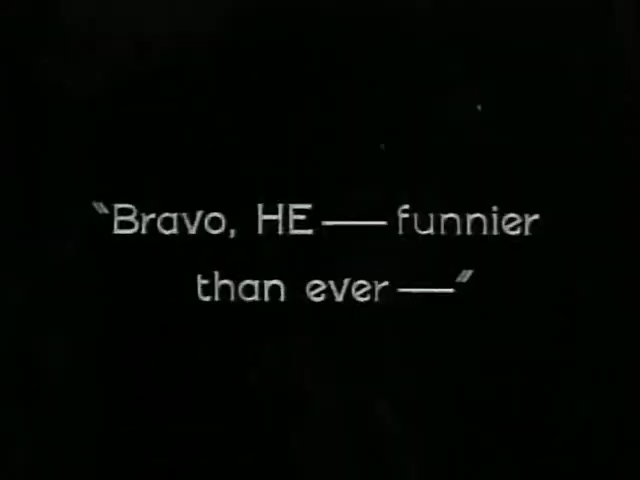 "Bravo, HE — funnier
than ever —"